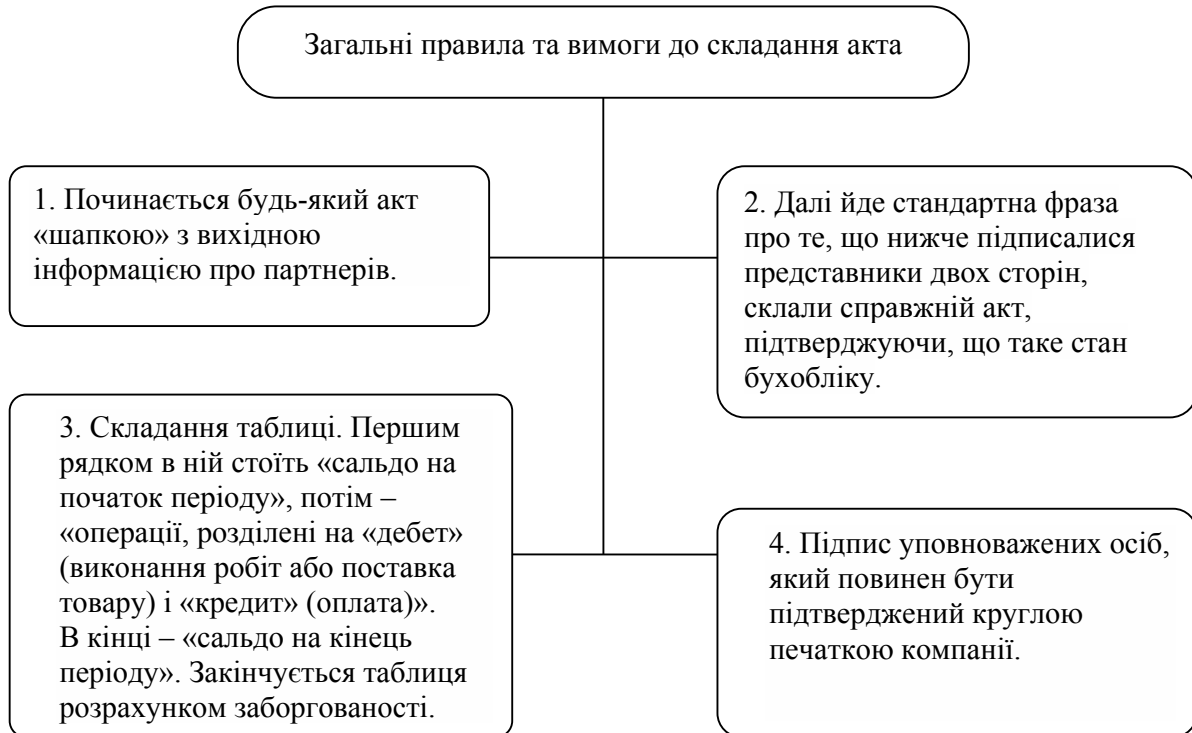 Загальні правила та вимоги до складання акта
1. Починається будь-який акт
«шапкою» з вихідною
інформацією про партнерів.
2. Далі йде стандартна фраза
про те, що нижче підписалися
представники двох сторін,
склали справжній акт,
підтверджуючи, що таке стан
бухобліку.
3. Складання таблиці. Першим
рядком в ній стоїть «сальдо на
початок періоду», потім –
«операції, розділені на «дебет»
(виконання робіт або поставка
товару) і «кредит» (оплата)».
В кінці – «сальдо на кінець
періоду». Закінчується таблиця
розрахунком заборгованості.
4. Підпис уповноважених осіб,
який повинен бути
підтверджений круглою
печаткою компанії.